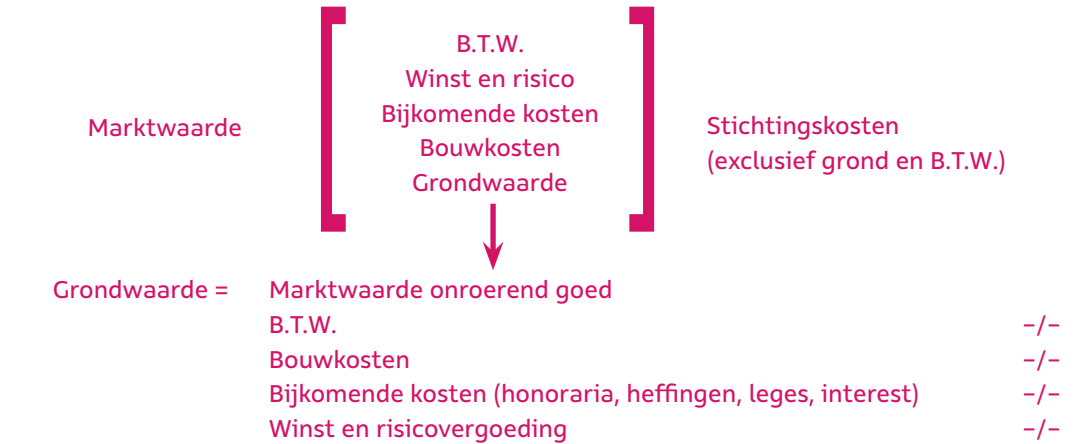 B.T.W.
Winst en risico
Bijkomende kosten
Marktwaarde
Bouwkosten
Grondwaarde
Stichtingskosten
(exclusief grond en B.T.W.)
Grondwaarde = Marktwaarde onroerend goed
B.T.W. -/-
Bouwkosten -/-
Bijkomende kosten (honoraria, heffingen, leges, interest) -/-
Winst en risicovergoeding -/-